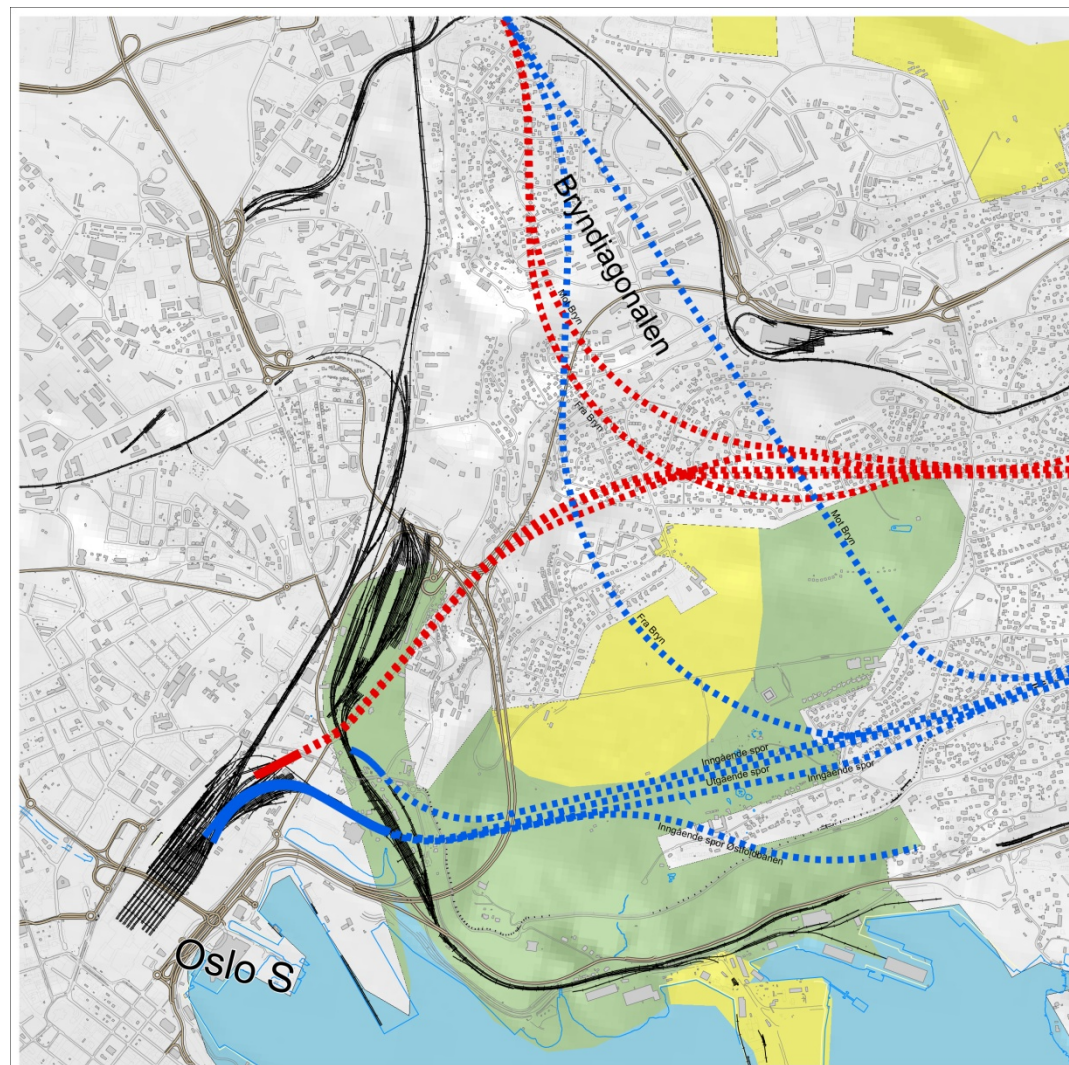 Bryndiagonalen
Mot Bryn
Fra Bryn
Mot Bryn
Fra Bryn
Inngående spor
Utgående spor
Inngående spor
Inngående spor Østfoldbanen
Oslo S